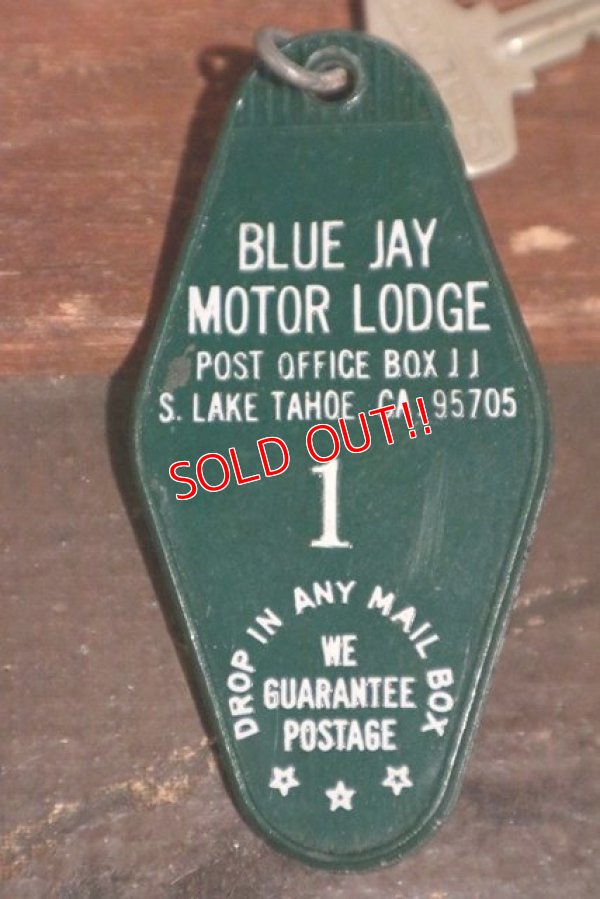 BLUE JAY
MOTOR LODGE
POST OFFICE BOX J J
S. LAKE TAHOE, CA. 95705
SOLD OUT!!
1
DROP IN ANY MAIL BOX
WE
GUARANTEE
POSTAGE